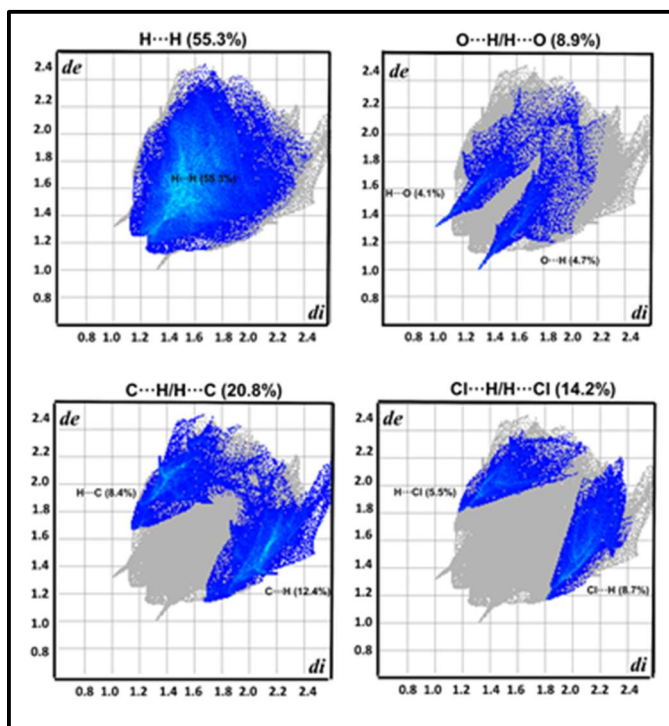 H···H (55.3%)
de
2.4
2.2
2.0
1.8
1.6
1.4
1.2
1.0
0.8
H···H (55.3%)
di
0.8 1.0 1.2 1.4 1.6 1.8 2.0 2.2 2.4
O···H/H···O (8.9%)
de
2.4
2.2
2.0
1.8
1.6
1.4
1.2
1.0
0.8
H···O (4.1%)
O···H (4.7%)
di
0.8 1.0 1.2 1.4 1.6 1.8 2.0 2.2 2.4
C···H/H···C (20.8%)
de
2.4
2.2
2.0
1.8
1.6
1.4
1.2
1.0
0.8
H···C (8.4%)
C···H (12.4%)
di
0.8 1.0 1.2 1.4 1.6 1.8 2.0 2.2 2.4
Cl···H/H···Cl (14.2%)
de
2.4
2.2
2.0
1.8
1.6
1.4
1.2
1.0
0.8
H···Cl (5.5%)
Cl···H (8.7%)
di
0.8 1.0 1.2 1.4 1.6 1.8 2.0 2.2 2.4